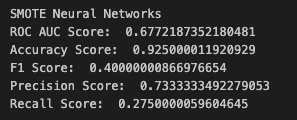 SMOTE Neural Networks
ROC AUC Score:  0.6772187352180481
Accuracy Score:  0.925000011920929
F1 Score:  0.40000000866976654
Precision Score:  0.7333333492279053
Recall Score:  0.2750000059604645